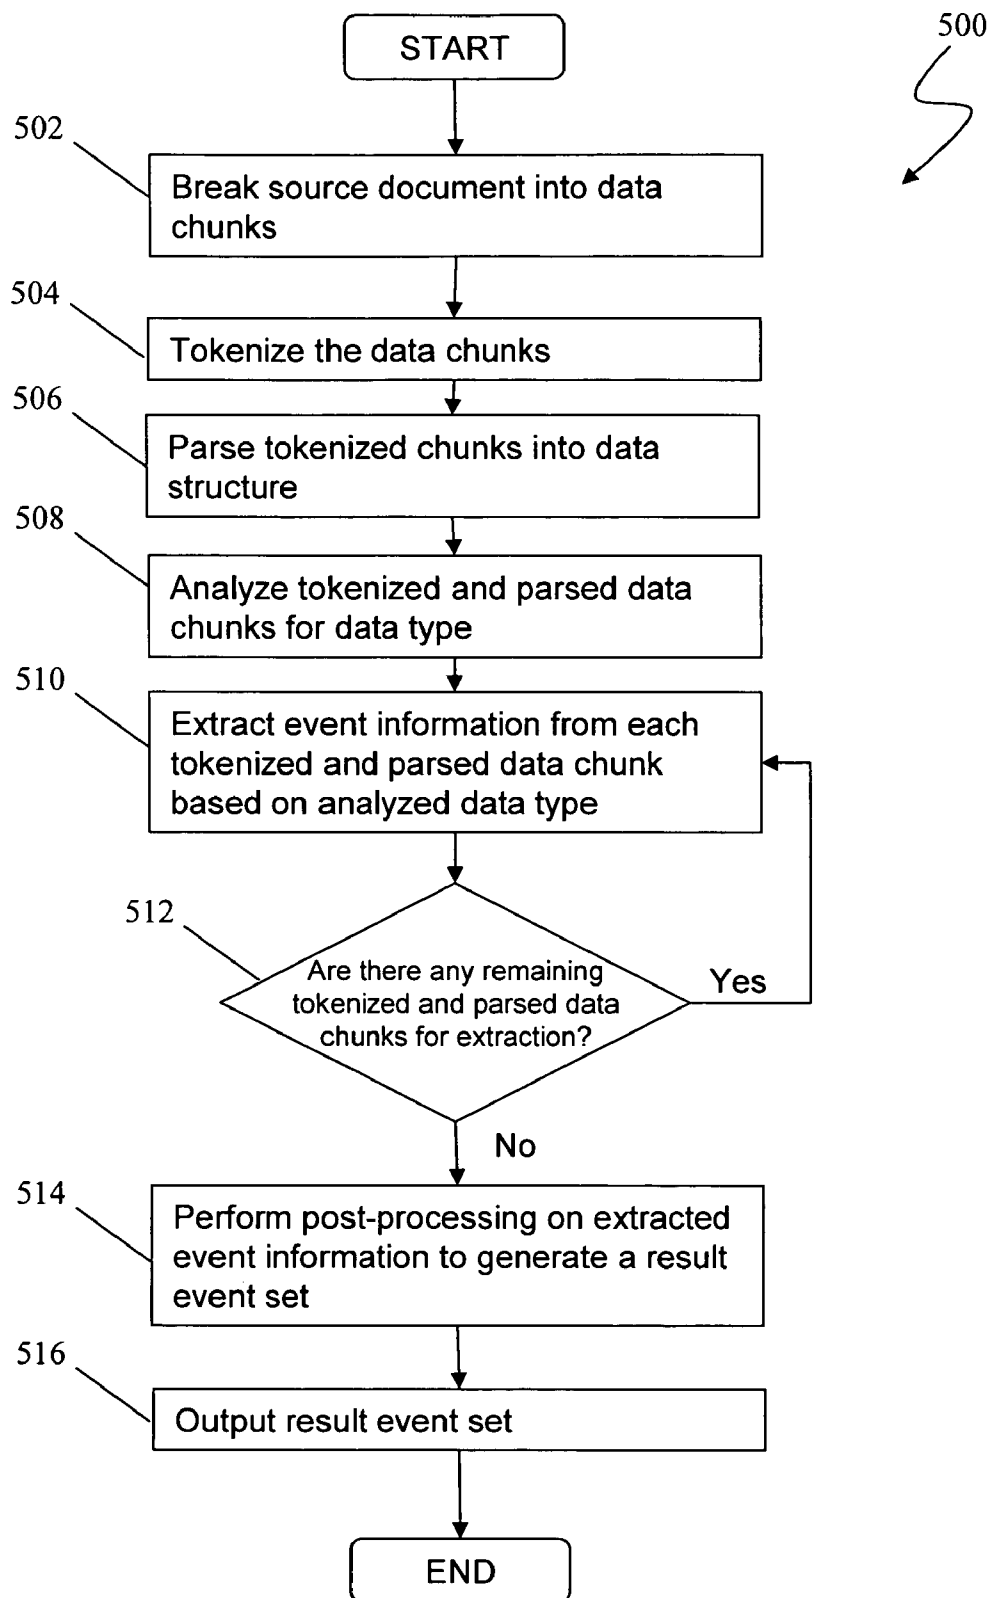 START
500
502
Break source document into data
chunks
504
Tokenize the data chunks
506
Parse tokenized chunks into data
structure
508
Analyze tokenized and parsed data
chunks for data type
510
Extract event information from each
tokenized and parsed data chunk
based on analyzed data type
512
Are there any remaining
tokenized and parsed data
chunks for extraction?
Yes
No
514
Perform post-processing on extracted
event information to generate a result
event set
516
Output result event set
END